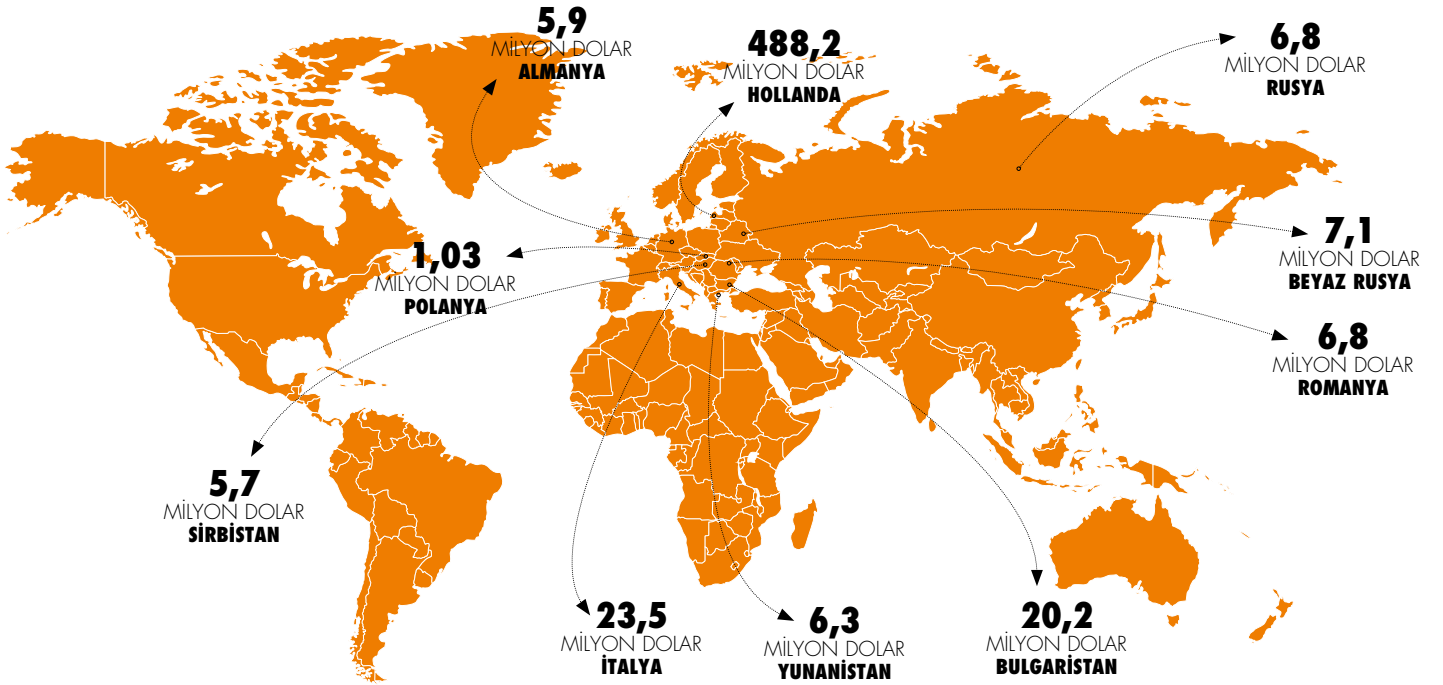 5,9
MİLYON DOLAR
ALMANYA
488,2
MİLYON DOLAR
HOLLANDA
6,8
MİLYON DOLAR
RUSYA
1,03
MİLYON DOLAR
POLANYA
7,1
MİLYON DOLAR
BEYAZ RUSYA
6,8
MİLYON DOLAR
ROMANYA
5,7
MİLYON DOLAR
SİRBİSTAN
23,5
MİLYON DOLAR
İTALYA
6,3
MİLYON DOLAR
YUNANİSTAN
20,2
MİLYON DOLAR
BULGARİSTAN